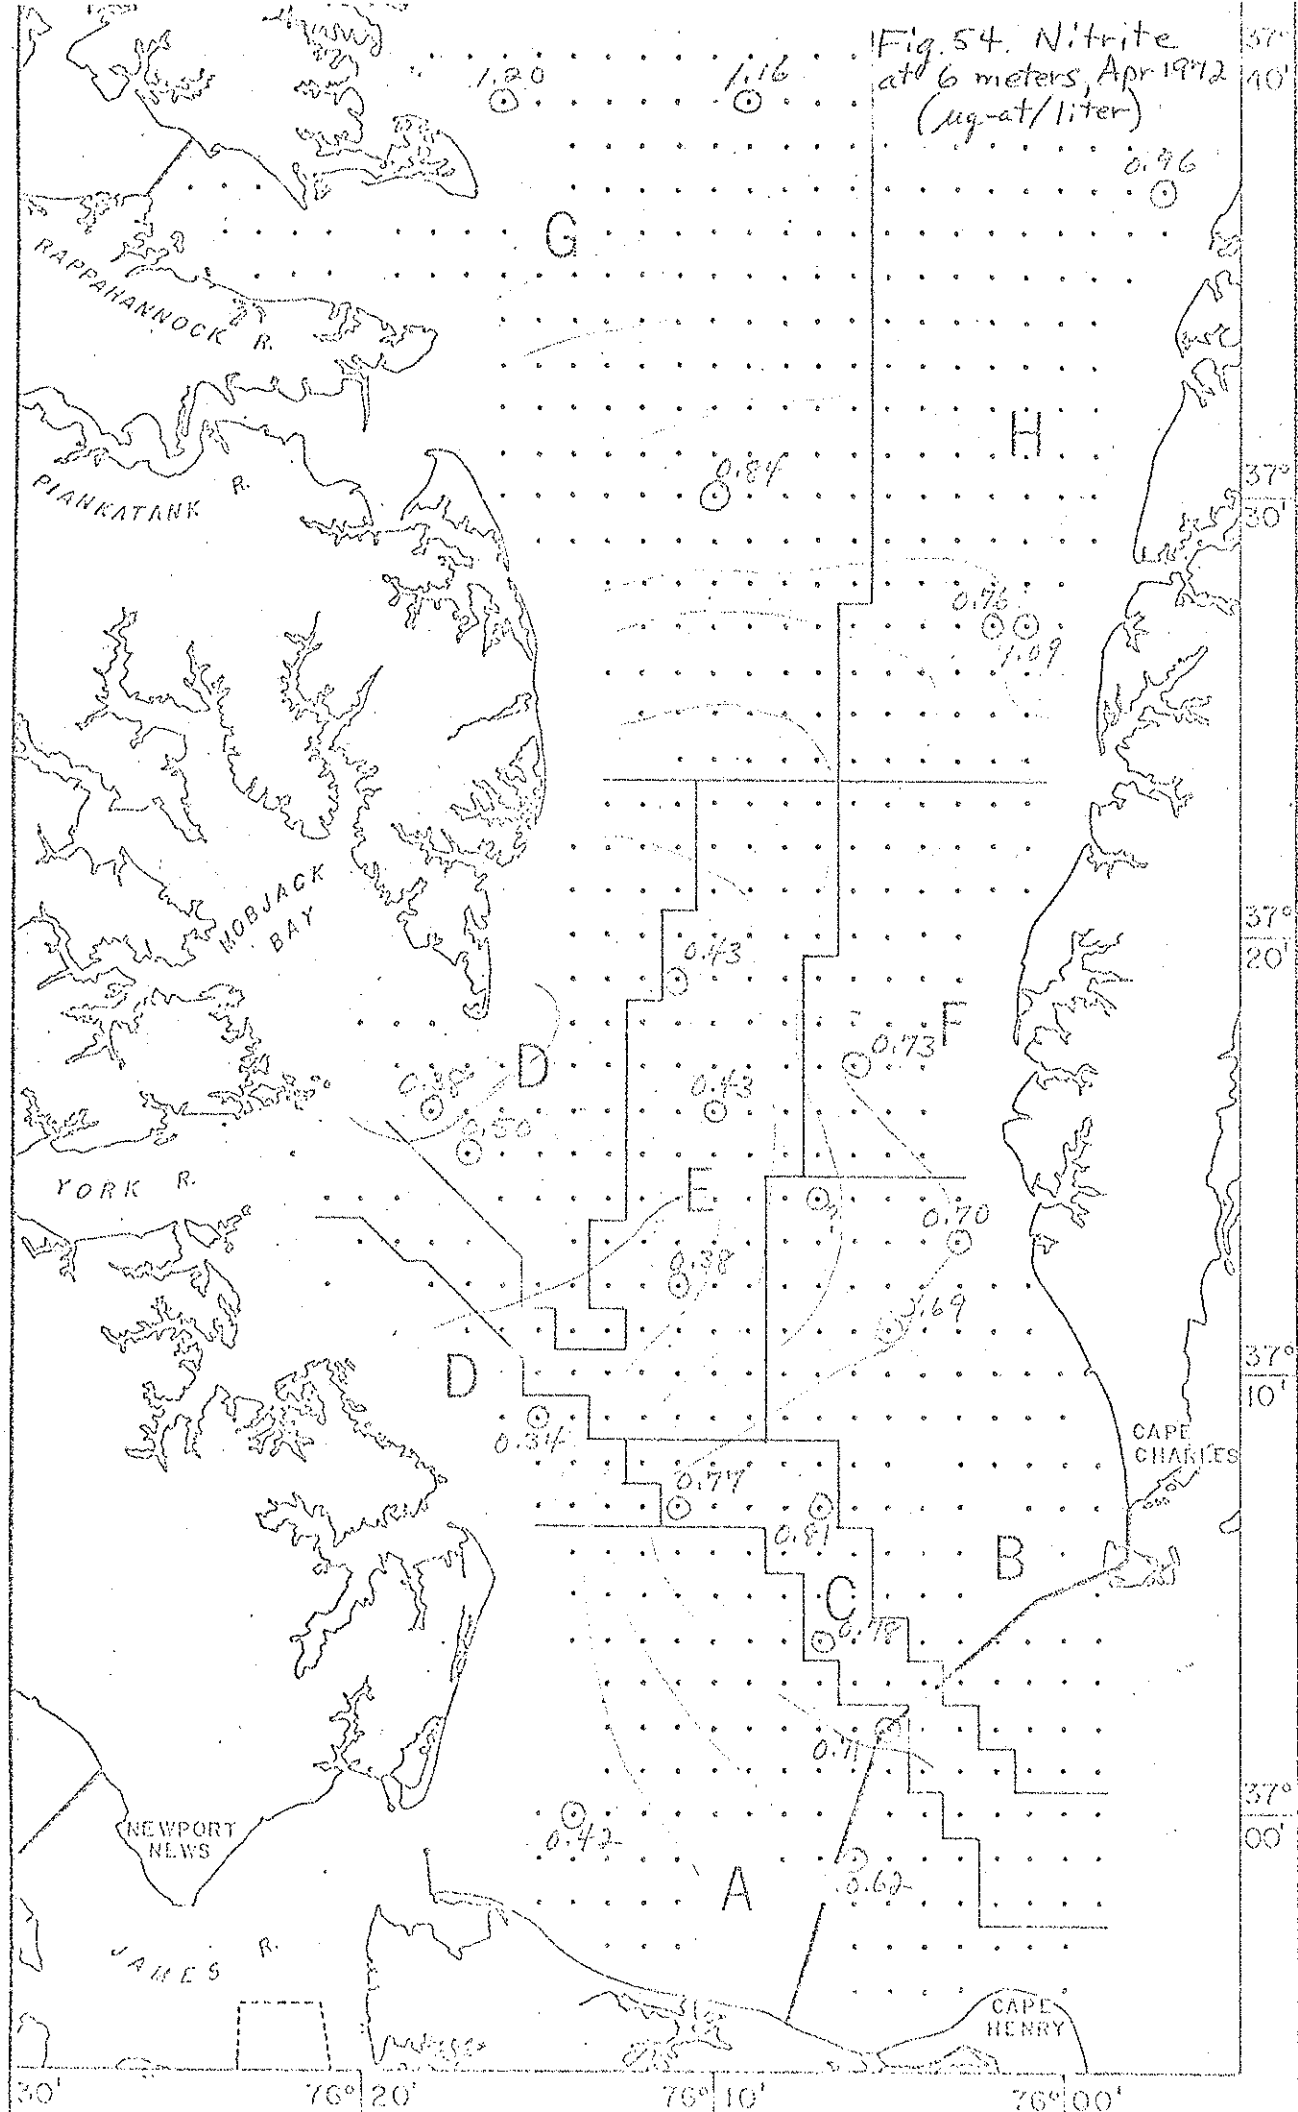 Fig. 54. Nitrite
at 6 meters, Apr 1972
(µg-at/liter)
37°
40'
1.20
1.16
0.96
G
RAPPAHANNOCK R.
H
0.84
37°
30'
PIANKATANK R.
0.76
1.09
MOBJACK
BAY
37°
20'
0.43
F
0.73
D
0.38
0.43
0.50
YORK R.
E
?
0.70
0.38
0.69
37°
10'
D
0.34
CAPE
CHARLES
0.77
0.81
B
C
0.78
0.71
37°
00'
NEWPORT
NEWS
0.42
0.62
A
JAMES R.
CAPE
HENRY
30'
76° 20'
76° 10'
76° 00'